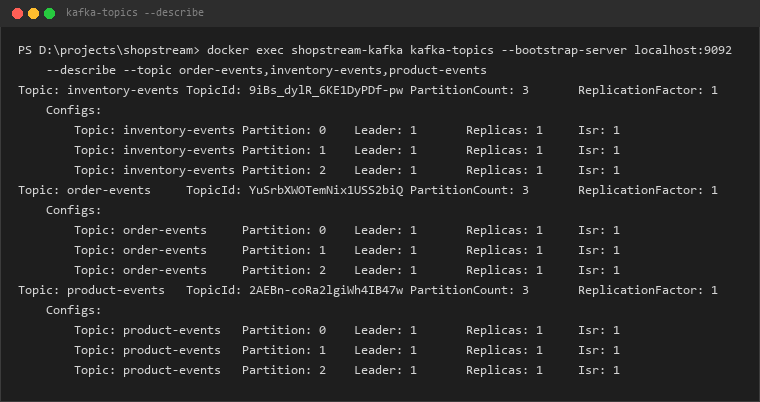 kafka-topics --describe
PS D:\projects\shopstream> docker exec shopstream-kafka kafka-topics --bootstrap-server localhost:9092
--describe --topic order-events,inventory-events,product-events
Topic: inventory-events TopicId: 9iBs_dylR_6KE1DyPDf-pw PartitionCount: 3 ReplicationFactor: 1
Configs:
Topic: inventory-events Partition: 0 Leader: 1 Replicas: 1 Isr: 1
Topic: inventory-events Partition: 1 Leader: 1 Replicas: 1 Isr: 1
Topic: inventory-events Partition: 2 Leader: 1 Replicas: 1 Isr: 1
Topic: order-events TopicId: YuSrbXWOTemNix1USS2biQ PartitionCount: 3 ReplicationFactor: 1
Configs:
Topic: order-events Partition: 0 Leader: 1 Replicas: 1 Isr: 1
Topic: order-events Partition: 1 Leader: 1 Replicas: 1 Isr: 1
Topic: order-events Partition: 2 Leader: 1 Replicas: 1 Isr: 1
Topic: product-events TopicId: 2AEBn-coRa2lgiWh4IB47w PartitionCount: 3 ReplicationFactor: 1
Configs:
Topic: product-events Partition: 0 Leader: 1 Replicas: 1 Isr: 1
Topic: product-events Partition: 1 Leader: 1 Replicas: 1 Isr: 1
Topic: product-events Partition: 2 Leader: 1 Replicas: 1 Isr: 1